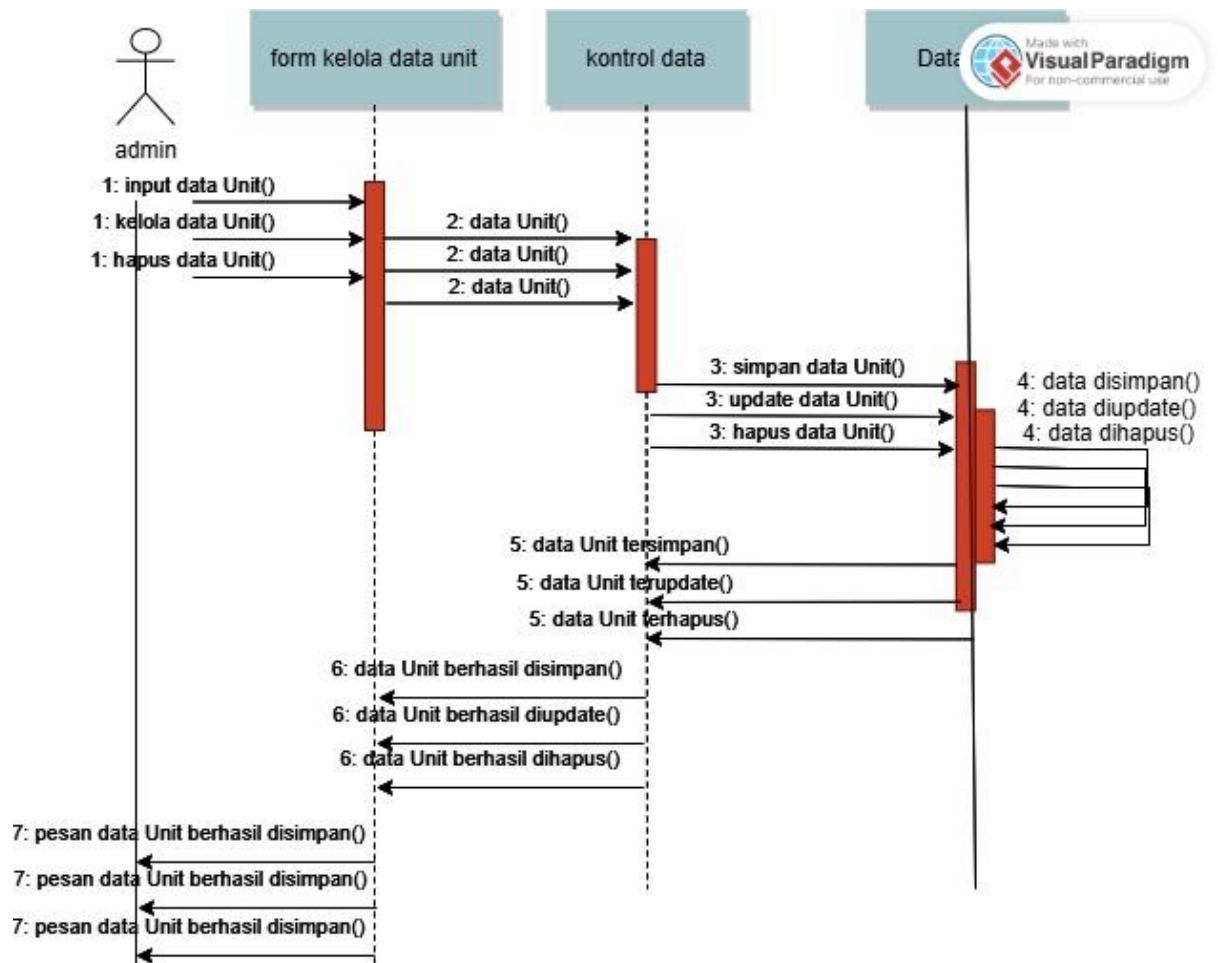 form kelola data unit
kontrol data
Data
Made with
Visual Paradigm
For non-commercial use
admin
1: input data Unit()
1: kelola data Unit()
1: hapus data Unit()
2: data Unit()
2: data Unit()
2: data Unit()
3: simpan data Unit()
3: update data Unit()
3: hapus data Unit()
4: data disimpan()
4: data diupdate()
4: data dihapus()
5: data Unit tersimpan()
5: data Unit terupdate()
5: data Unit terhapus()
6: data Unit berhasil disimpan()
6: data Unit berhasil diupdate()
6: data Unit berhasil dihapus()
7: pesan data Unit berhasil disimpan()
7: pesan data Unit berhasil disimpan()
7: pesan data Unit berhasil disimpan()